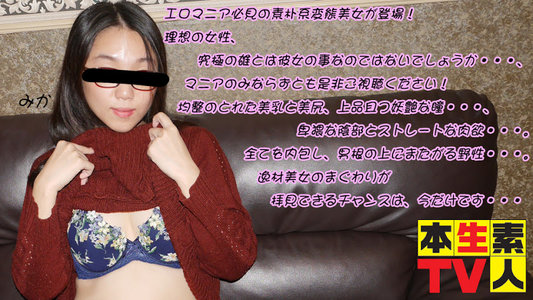 エロマニア必見の素朴系変態美女が登場！
理想の女性、
究極の雄とは彼女の事なのではないでしょうか・・・、
マニアのみならずとも是非ご視聴ください！
均整のとれた美乳と美尻、上品且つ妖艶な瞳・・・、
卑猥な陰部とストレートな肉欲・・・。
全てを内包し、男根の上にまたがる野性・・・。
逸材美女のまぐわりが
拝見できるチャンスは、今だけです・・・
みか
本生素
TV人